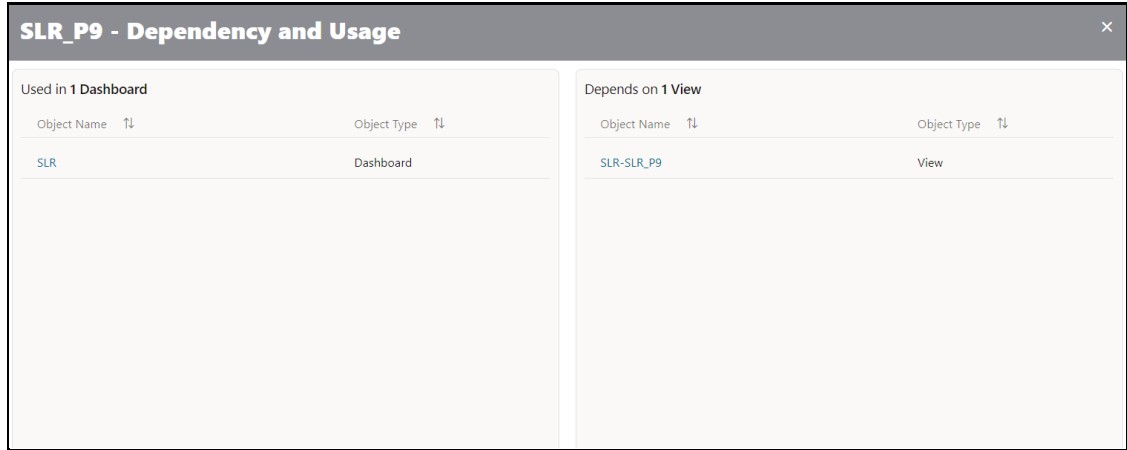 SLR_P9 - Dependency and Usage
Used in 1 Dashboard
Object Name Object Type
SLR Dashboard
Depends on 1 View
Object Name Object Type
SLR-SLR_P9 View